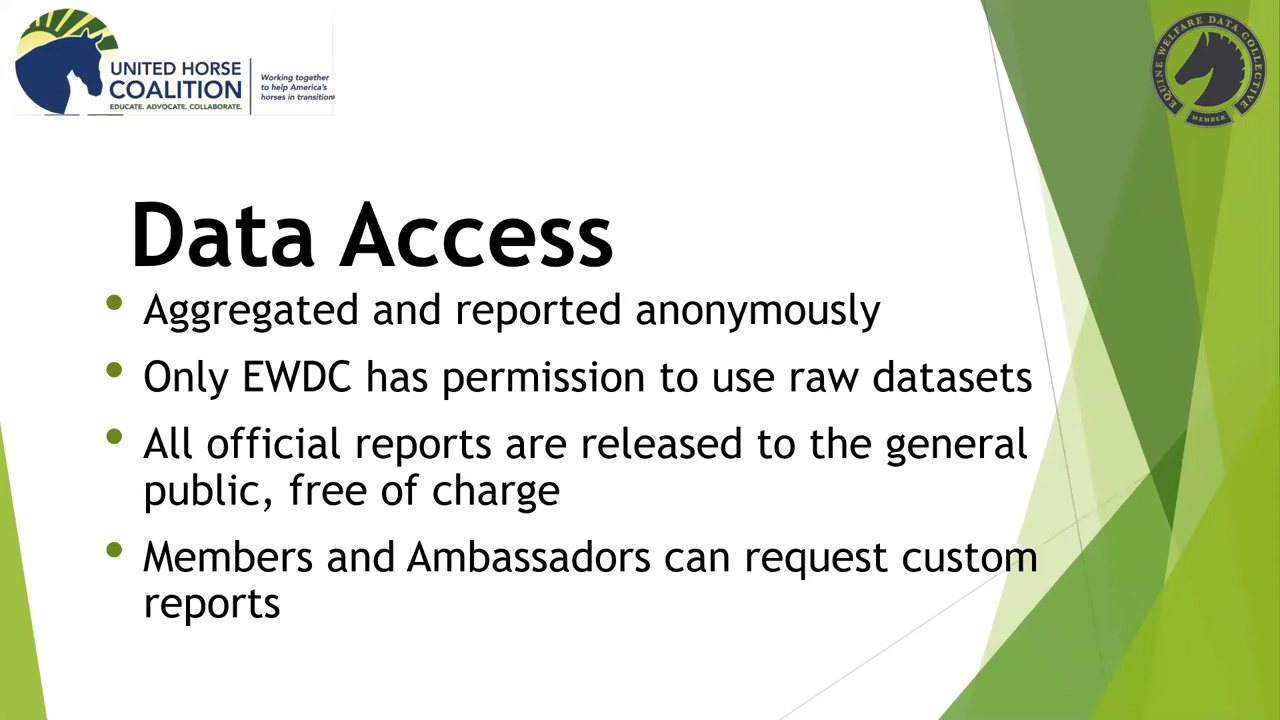 UNITED HORSE
COALITION
EDUCATE. ADVOCATE. COLLABORATE.
Working together
to help America's
horses in transition
EQUINE WELFARE DATA COLLECTIVE
MEMBER
Data Access
• Aggregated and reported anonymously
• Only EWDC has permission to use raw datasets
• All official reports are released to the general
public, free of charge
• Members and Ambassadors can request custom
reports